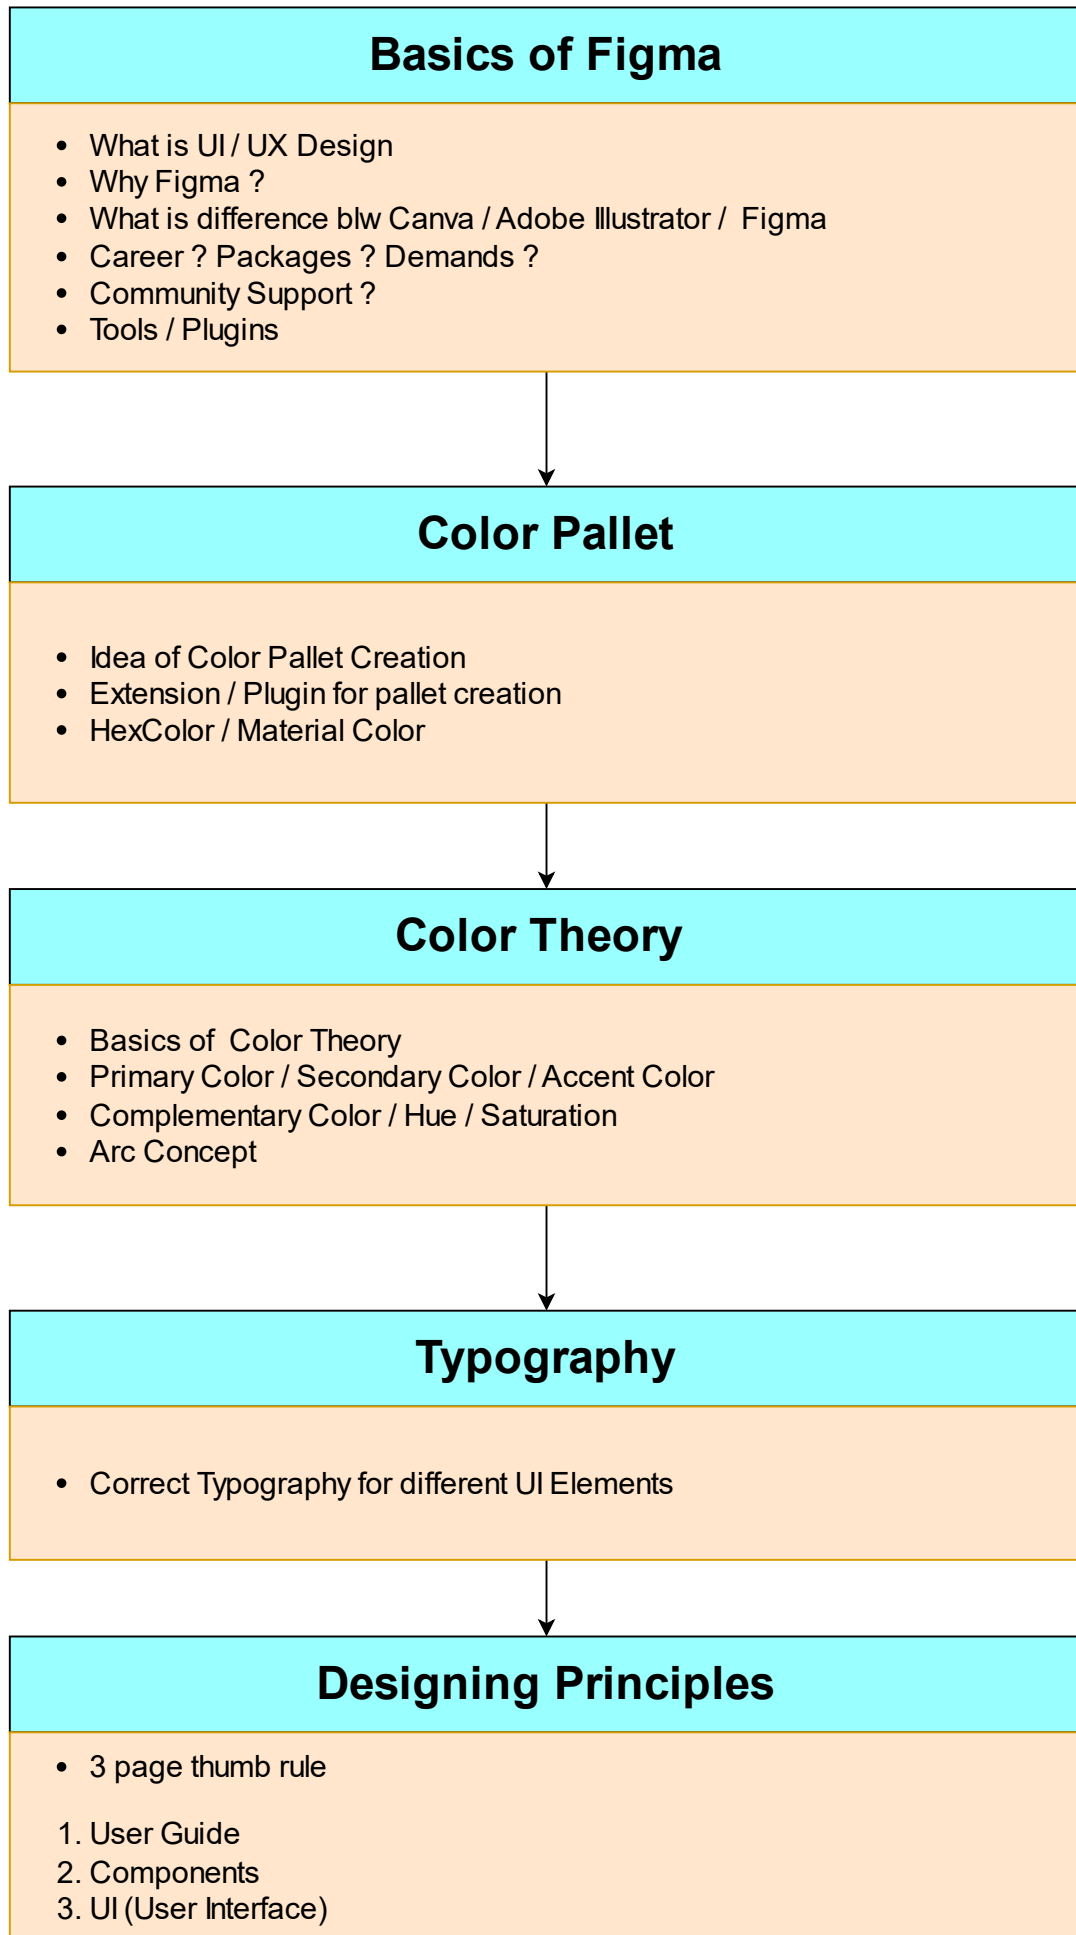 Basics of Figma
• What is UI / UX Design
• Why Figma ?
• What is difference b/w Canva / Adobe Illustrator / Figma
• Career ? Packages ? Demands ?
• Community Support ?
• Tools / Plugins
Color Pallet
• Idea of Color Pallet Creation
• Extension / Plugin for pallet creation
• HexColor / Material Color
Color Theory
• Basics of Color Theory
• Primary Color / Secondary Color / Accent Color
• Complementary Color / Hue / Saturation
• Arc Concept
Typography
• Correct Typography for different UI Elements
Designing Principles
• 3 page thumb rule
1. User Guide
2. Components
3. UI (User Interface)